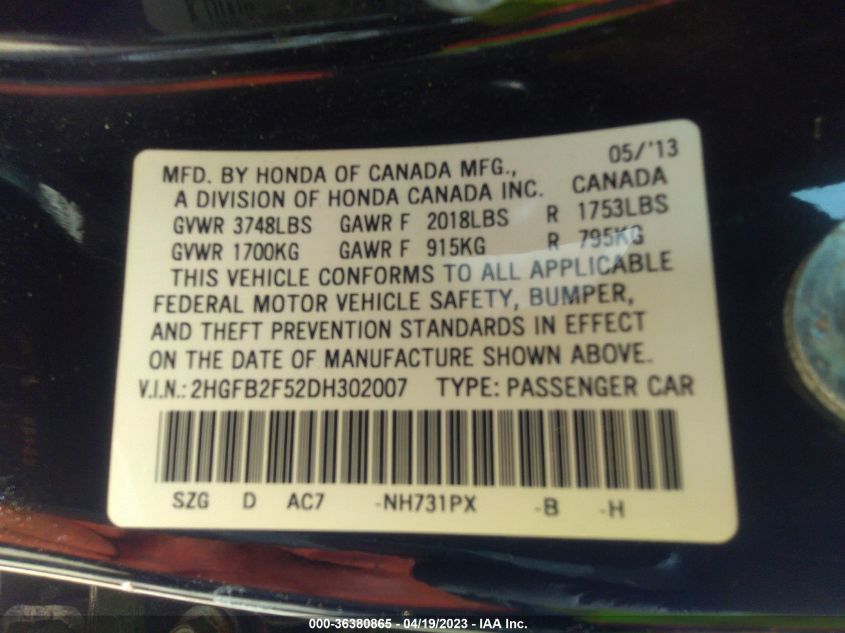 MFD. BY HONDA OF CANADA MFG., 05/'13
A DIVISION OF HONDA CANADA INC. CANADA
GVWR 3748LBS GAWR F 2018LBS R 1753LBS
GVWR 1700KG GAWR F 915KG R 795KG
THIS VEHICLE CONFORMS TO ALL APPLICABLE
FEDERAL MOTOR VEHICLE SAFETY, BUMPER,
AND THEFT PREVENTION STANDARDS IN EFFECT
ON THE DATE OF MANUFACTURE SHOWN ABOVE.
V.I.N.: 2HGFB2F52DH302007 TYPE: PASSENGER CAR
SZG D AC7 -NH731PX -B -H
000-36380865 - 04/19/2023 - IAA Inc.